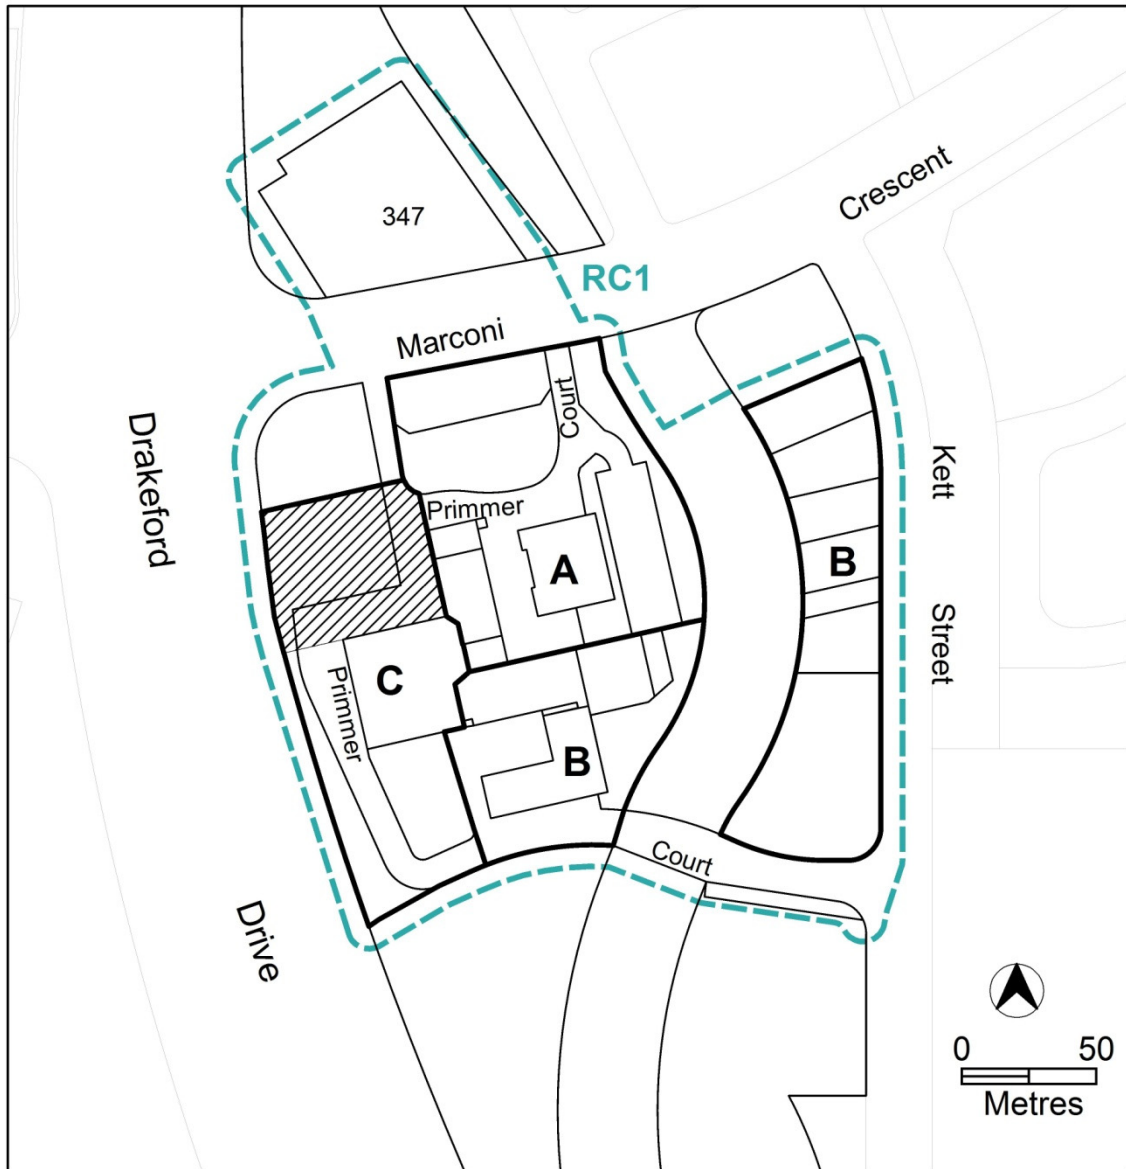 Crescent
347
RC1
Marconi
Court
Drakeford
Kett
Primmer
A
B
Street
C
Primmer
B
Court
Drive
0 50
Metres